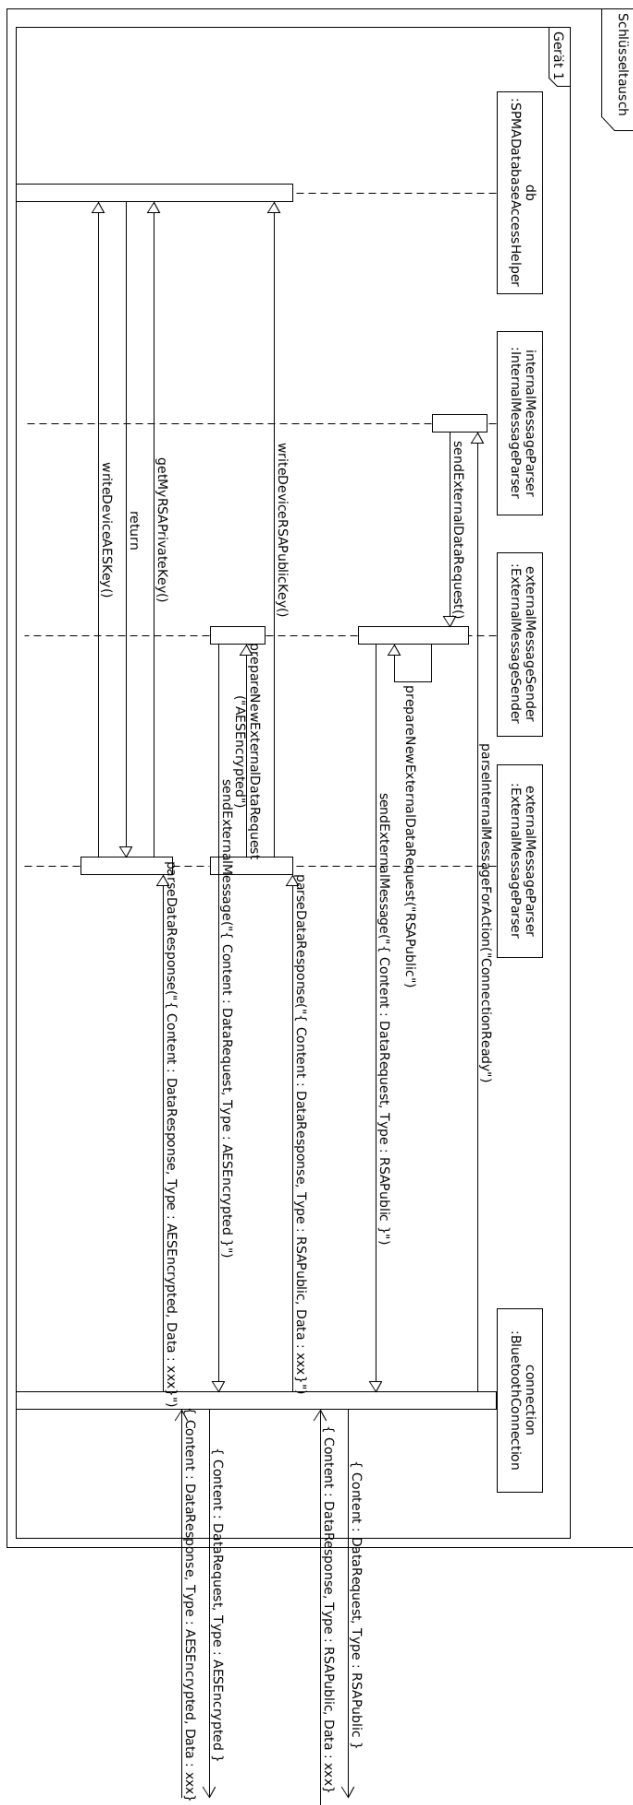 Schlüsseltausch
Gerät 1
db
:SPMADatabaseAccessHelper
internalMessageParser
:InternalMessageParser
externalMessageSender
:ExternalMessageSender
externalMessageParser
:ExternalMessageParser
connection
:BluetoothConnection
parseInternalMessageForAction("ConnectionReady")
sendExternalDataRequest()
prepareNewExternalDataRequest("RSAPublic")
sendExternalMessage("{ Content : DataRequest, Type : RSAPublic }")
{ Content : DataRequest, Type : RSAPublic }
{ Content : DataResponse, Type : RSAPublic, Data : xxx}
parseDataResponse("{ Content : DataResponse, Type : RSAPublic, Data : xxx}")
writeDeviceRSAPublicKey()
prepareNewExternalDataRequest
("AESEncrypted")
sendExternalMessage("{ Content : DataRequest, Type : AESEncrypted }")
{ Content : DataRequest, Type : AESEncrypted }
{ Content : DataResponse, Type : AESEncrypted, Data : xxx}
parseDataResponse("{ Content : DataResponse, Type : AESEncrypted, Data : xxx}")
getMyRSAPrivateKey()
return
writeDeviceAESKey()